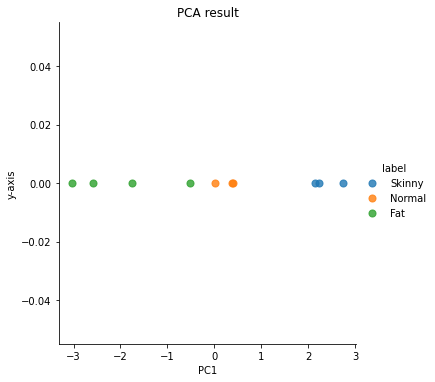 PCA result
0.04
0.02
0.00
−0.02
−0.04
y-axis
−3
−2
−1
0
1
2
3
PC1
label
Skinny
Normal
Fat